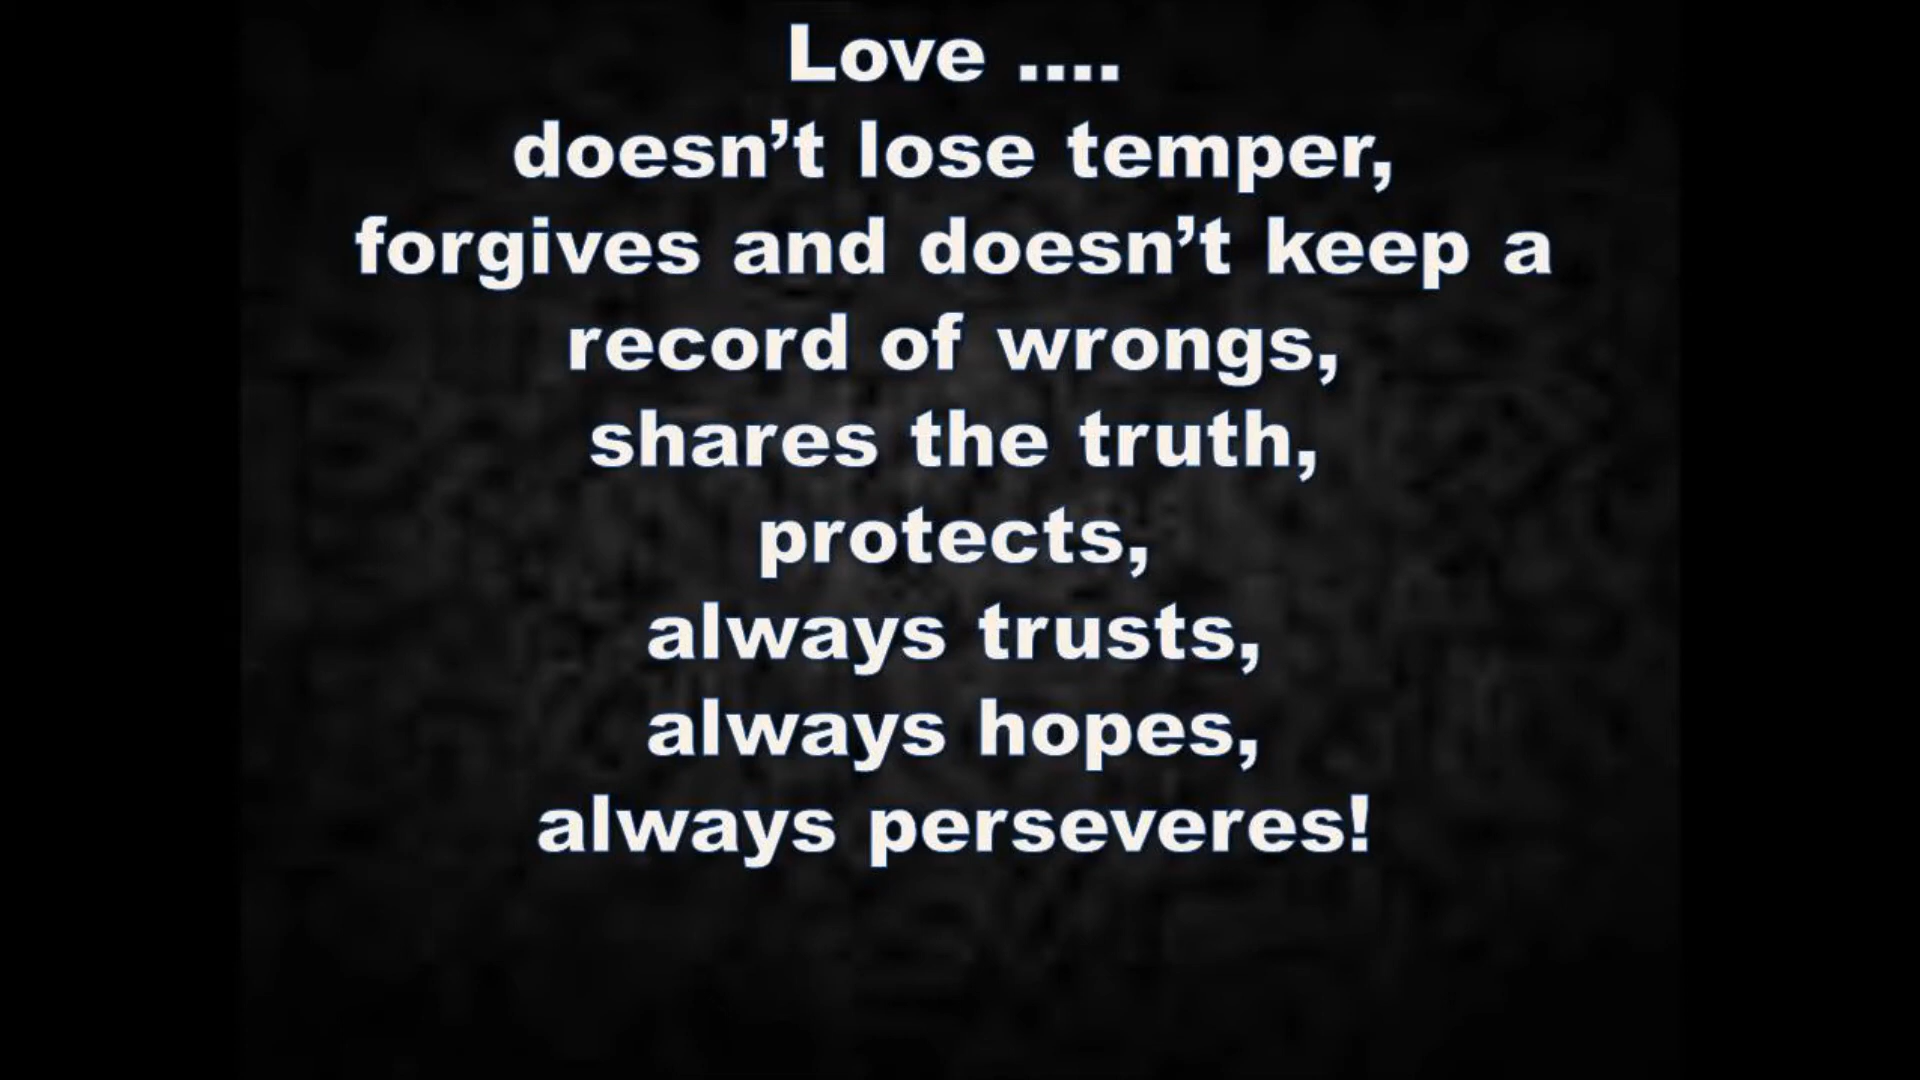 Love ....
doesn’t lose temper,
forgives and doesn’t keep a
record of wrongs,
shares the truth,
protects,
always trusts,
always hopes,
always perseveres!